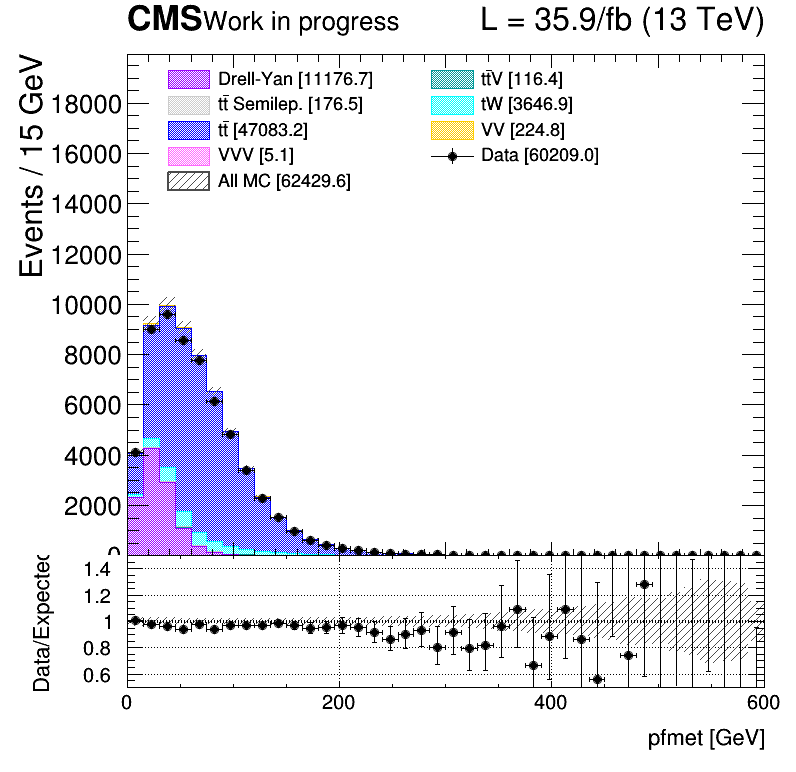 CMS Work in progress L = 35.9/fb (13 TeV)
Events / 15 GeV
18000
16000
14000
12000
10000
8000
6000
4000
2000
0
Drell-Yan [11176.7]
tt̄ Semilep. [176.5]
tt̄ [47083.2]
VVV [5.1]
All MC [62429.6]
tt̄V [116.4]
tW [3646.9]
VV [224.8]
Data [60209.0]
Data/Expected
1.4
1.2
1
0.8
0.6
0 200 400 600
pfmet [GeV]